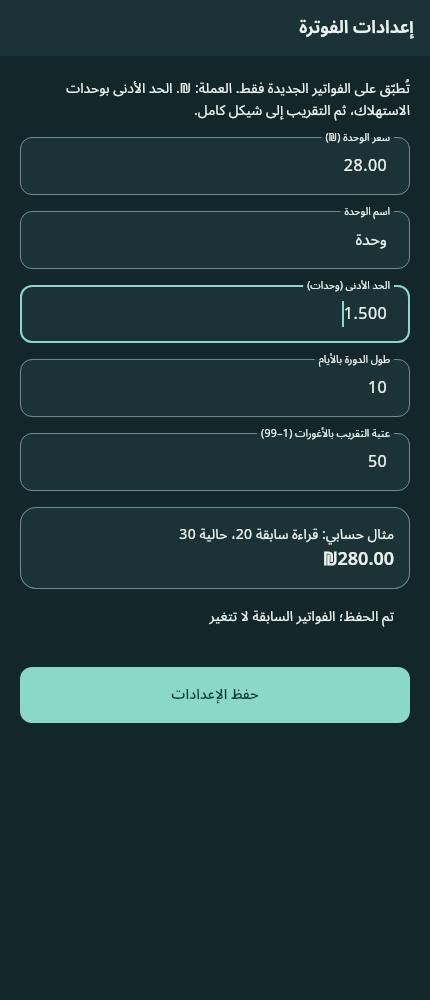 إعدادات الفوترة
تُطبّق على الفواتير الجديدة فقط. العملة: ₪. الحد الأدنى بوحدات
الاستهلاك، ثم التقريب إلى شيكل كامل.
سعر الوحدة (₪)
28.00
اسم الوحدة
وحدة
الحد الأدنى (وحدات)
1.500
طول الدورة بالأيام
10
عتبة التقريب بالأغورات (1–99)
50
مثال حسابي: قراءة سابقة 20، حالية 30
₪280.00
تم الحفظ؛ الفواتير السابقة لا تتغير
حفظ الإعدادات